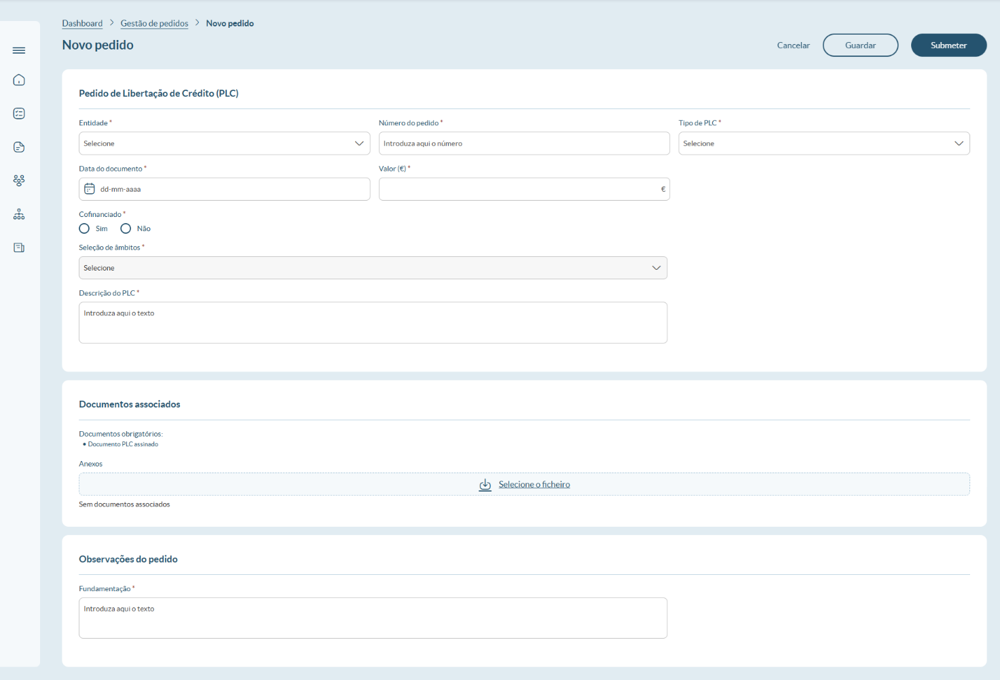 Dashboard > Gestão de pedidos > Novo pedido
Novo pedido
Cancelar Guardar Submeter
Pedido de Libertação de Crédito (PLC)
Entidade * Número do pedido * Tipo de PLC *
Selecione Introduza aqui o número Selecione
Data do documento * Valor (€) *
dd-mm-aaaa €
Cofinanciado *
Sim Não
Seleção de âmbitos *
Selecione
Descrição do PLC *
Introduza aqui o texto
Documentos associados
Documentos obrigatórios:
• Documento PLC assinado
Anexos
Selecione o ficheiro
Sem documentos associados
Observações do pedido
Fundamentação *
Introduza aqui o texto